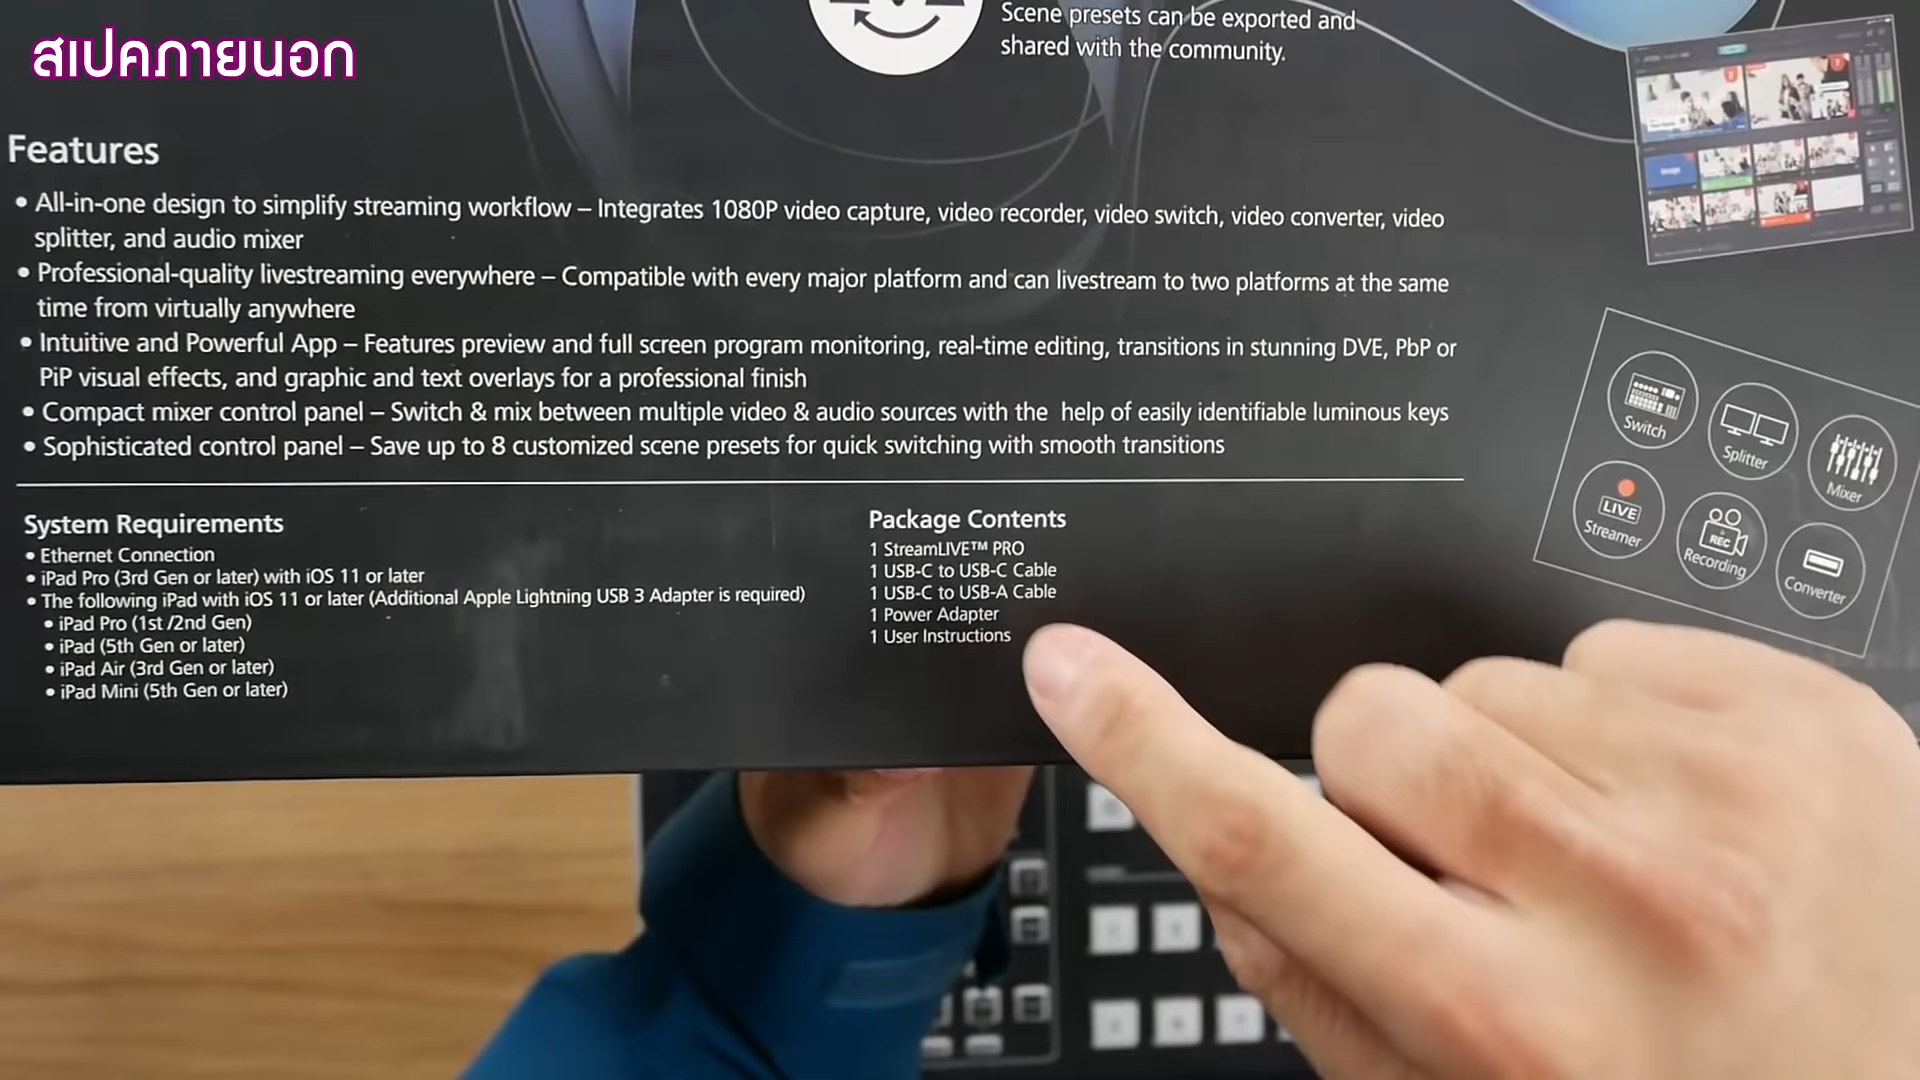 สเปคภายนอก
Scene presets can be exported and
shared with the community.
Features
• All-in-one design to simplify streaming workflow – Integrates 1080P video capture, video recorder, video switch, video converter, video
splitter, and audio mixer
• Professional-quality livestreaming everywhere – Compatible with every major platform and can livestream to two platforms at the same
time from virtually anywhere
• Intuitive and Powerful App – Features preview and full screen program monitoring, real-time editing, transitions in stunning DVE, PbP or
PiP visual effects, and graphic and text overlays for a professional finish
• Compact mixer control panel – Switch & mix between multiple video & audio sources with the help of easily identifiable luminous keys
• Sophisticated control panel – Save up to 8 customized scene presets for quick switching with smooth transitions
System Requirements
• Ethernet Connection
• iPad Pro (3rd Gen or later) with iOS 11 or later
• The following iPad with iOS 11 or later (Additional Apple Lightning USB 3 Adapter is required)
• iPad Pro (1st /2nd Gen)
• iPad (5th Gen or later)
• iPad Air (3rd Gen or later)
• iPad Mini (5th Gen or later)
Package Contents
1 StreamLIVE™ PRO
1 USB-C to USB-C Cable
1 USB-C to USB-A Cable
1 Power Adapter
1 User Instructions
Switch
Splitter
Mixer
LIVE
Streamer
REC
Recording
Converter